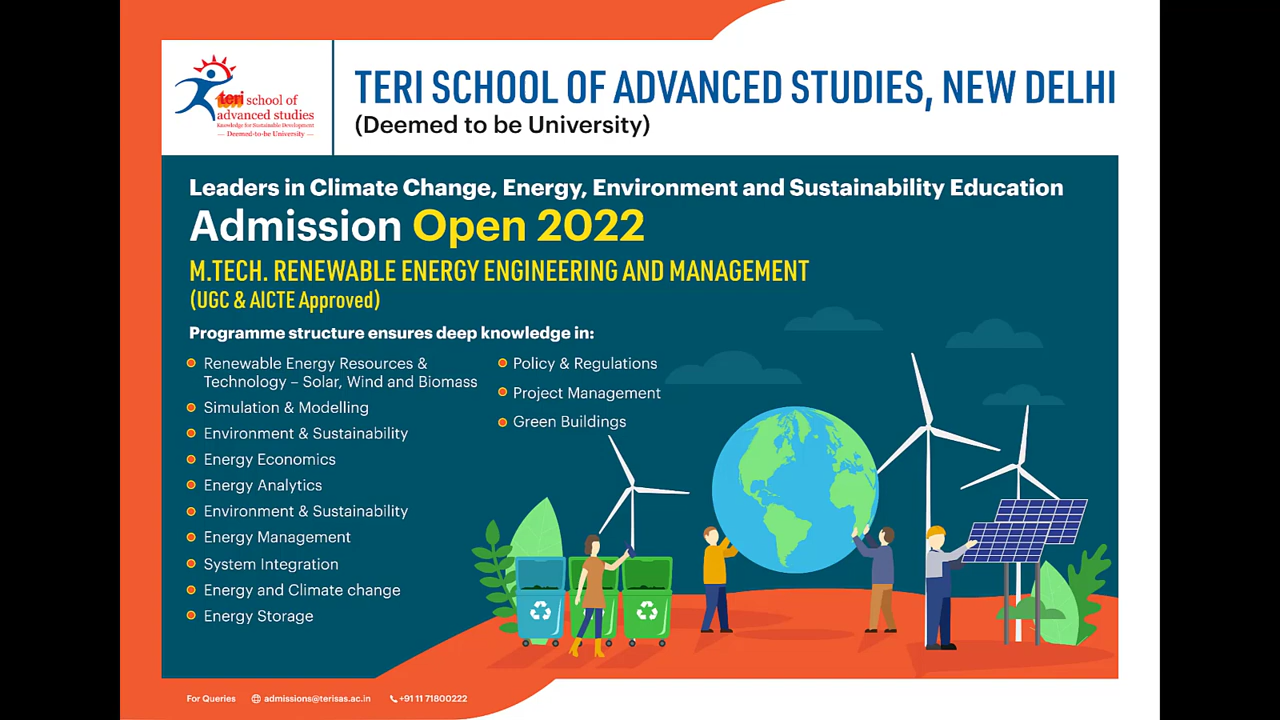 teri school of
advanced studies
Knowledge for Sustainable Development
— Deemed-to-be University —
TERI SCHOOL OF ADVANCED STUDIES, NEW DELHI
(Deemed to be University)
Leaders in Climate Change, Energy, Environment and Sustainability Education
Admission Open 2022
M.TECH. RENEWABLE ENERGY ENGINEERING AND MANAGEMENT
(UGC & AICTE Approved)
Programme structure ensures deep knowledge in:
Renewable Energy Resources &
Technology – Solar, Wind and Biomass
Simulation & Modelling
Environment & Sustainability
Energy Economics
Energy Analytics
Environment & Sustainability
Energy Management
System Integration
Energy and Climate change
Energy Storage
Policy & Regulations
Project Management
Green Buildings
For Queries admissions@terisas.ac.in +91 11 71800222